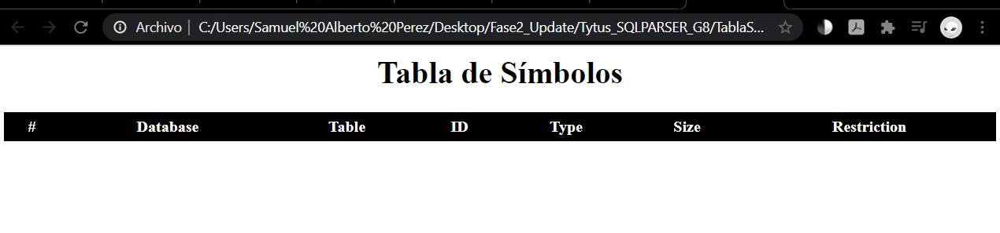 Archivo | C:/Users/Samuel%20Alberto%20Perez/Desktop/Fase2_Update/Tytus_SQLPARSER_G8/TablaS...
Tabla de Símbolos
# Database Table ID Type Size Restriction